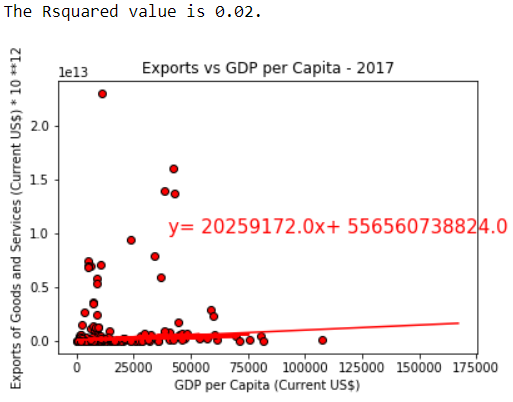 The Rsquared value is 0.02.
Exports vs GDP per Capita - 2017
1e13
Exports of Goods and Services (Current US$) * 10 **12
2.0
1.5
1.0
0.5
0.0
y= 20259172.0x+ 556560738824.0
0 25000 50000 75000 100000 125000 150000 175000
GDP per Capita (Current US$)